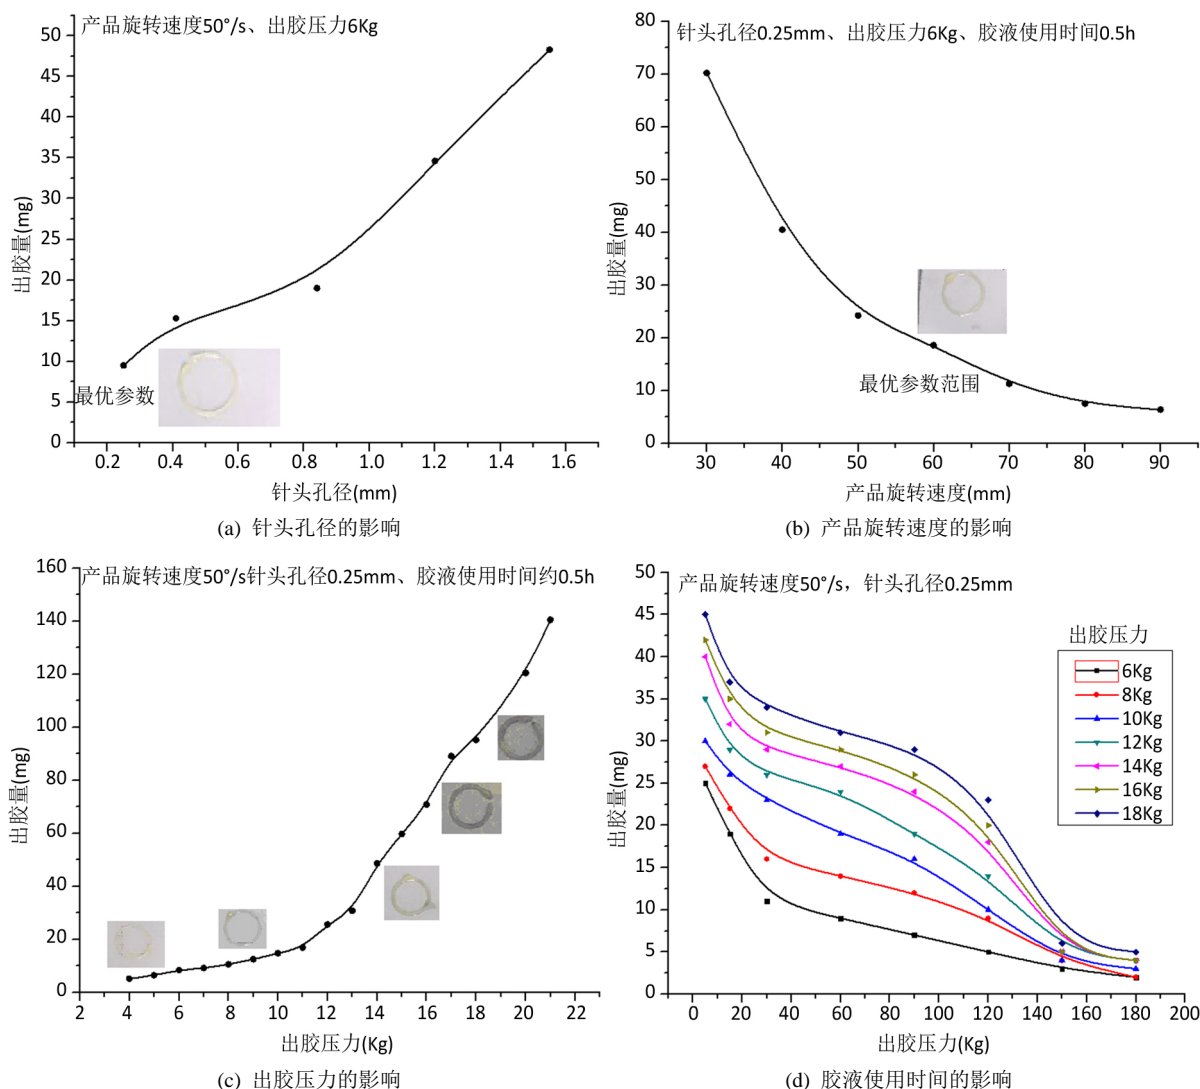 产品旋转速度50°/s、出胶压力6Kg
50
45
40
35
30
25
20
15
10
5
0
出胶量(mg)
最优参数
0.2
0.4
0.6
0.8
1.0
1.2
1.4
1.6
针头孔径(mm)
(a) 针头孔径的影响
针头孔径0.25mm、出胶压力6Kg、胶液使用时间0.5h
80
70
60
50
40
30
20
10
0
出胶量(mg)
最优参数范围
30
40
50
60
70
80
90
产品旋转速度(mm)
(b) 产品旋转速度的影响
产品旋转速度50°/s针头孔径0.25mm、胶液使用时间约0.5h
160
140
120
100
80
60
40
20
0
出胶量(mg)
2
4
6
8
10
12
14
16
18
20
22
出胶压力(Kg)
(c) 出胶压力的影响
产品旋转速度50°/s，针头孔径0.25mm
50
45
40
35
30
25
20
15
10
5
0
出胶量(mg)
出胶压力
6Kg
8Kg
10Kg
12Kg
14Kg
16Kg
18Kg
0
20
40
60
80
100
120
140
160
180
200
出胶压力(Kg)
(d) 胶液使用时间的影响